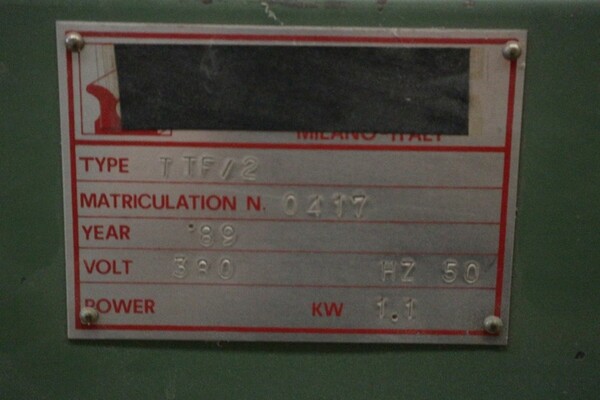 MILANO-ITALY
TYPE TTF/2
MATRICULATION N. 0417
YEAR '89
VOLT 380 HZ 50
POWER KW 1.1